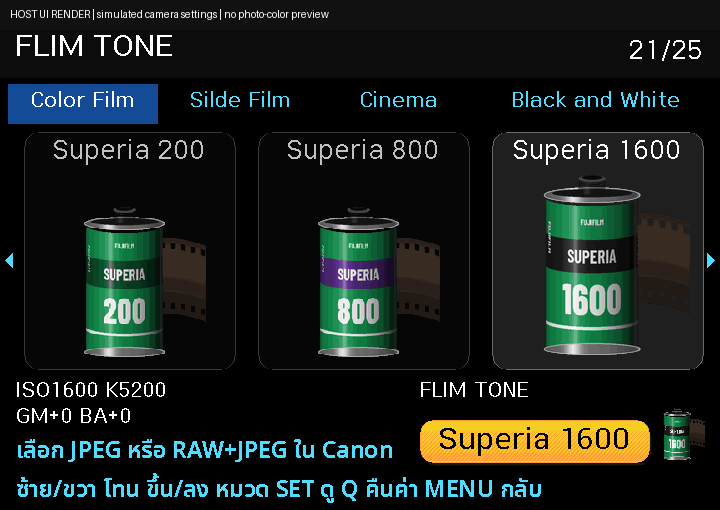 HOST UI RENDER | simulated camera settings | no photo-color preview
FLIM TONE
21/25
Color Film
Silde Film
Cinema
Black and White
Superia 200
Superia 800
Superia 1600
FUJIFILM
SUPERIA
200
FUJIFILM
SUPERIA
800
FUJIFILM
FUJIFILM
SUPERIA
1600
ISO1600 K5200
GM+0 BA+0
FLIM TONE
Superia 1600
SUPERIA
1600
เลือก JPEG หรือ RAW+JPEG ใน Canon
ซ้าย/ขวา โทน ขึ้น/ลง หมวด SET ดู Q คืนค่า MENU กลับ